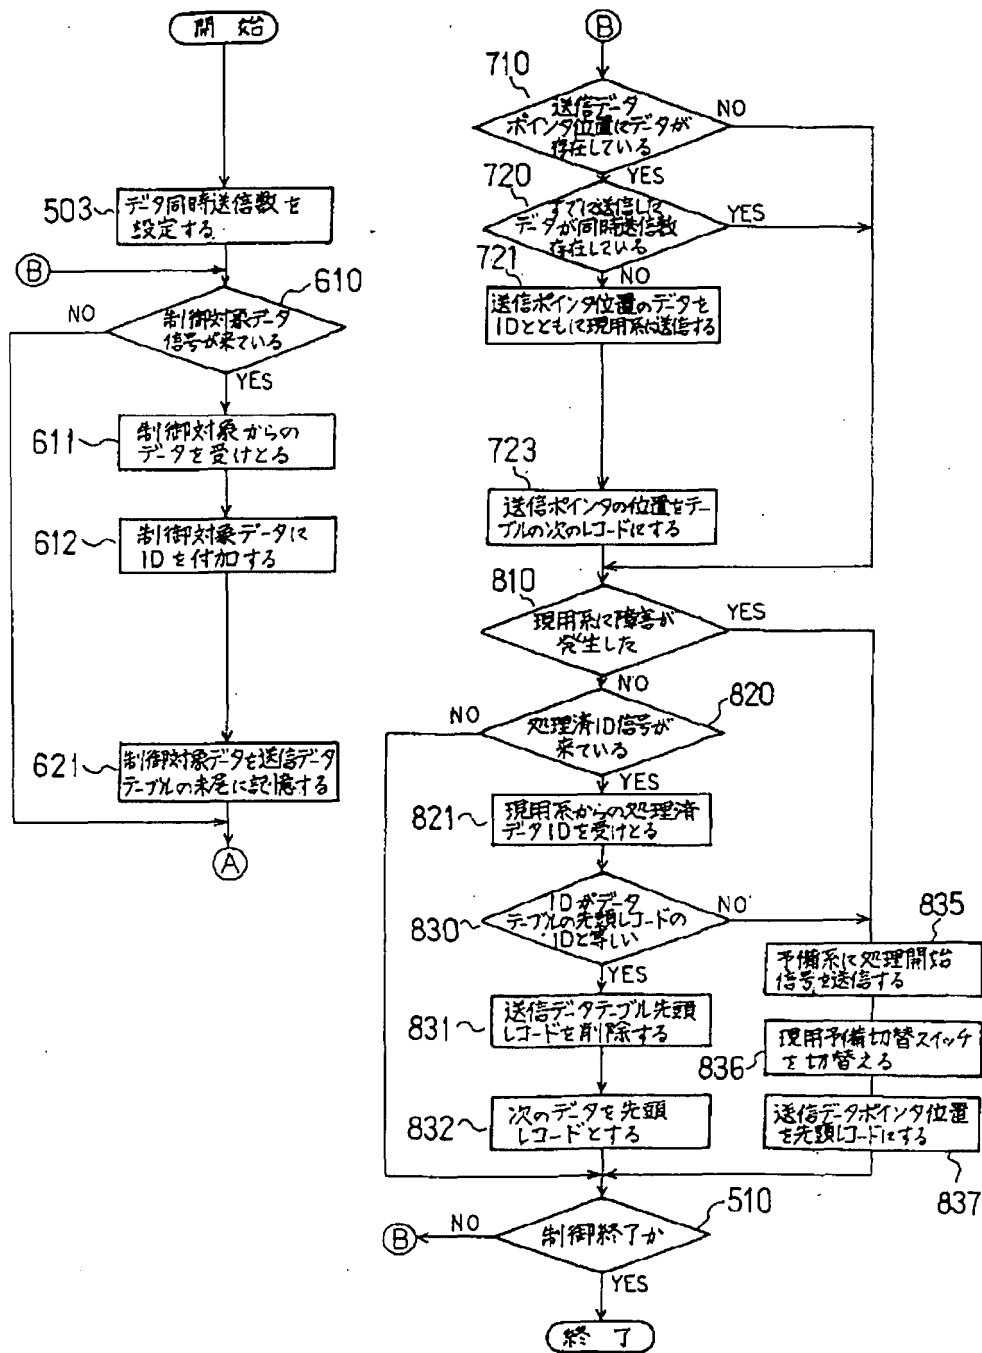 開始
503
データ同時送信数を
設定する
B
610
NO
制御対象データ
信号が来ている
YES
611
制御対象からの
データを受けとる
612
制御対象データに
IDを付加する
621
制御対象データを送信データ
テーブルの末尾に記憶する
A
B
710
送信データ
ポインタ位置にデータが
存在している
NO
YES
720
すでに送信した
データが同時送信数
存在している
YES
NO
721
送信ポインタ位置のデータを
IDとともに現用系に送信する
723
送信ポインタの位置をテー
ブルの次のレコードにする
810
現用系に障害が
発生した
YES
NO
820
処理済ID信号が
来ている
NO
YES
821
現用系からの処理済
データIDを受けとる
830
IDがデータ
テーブルの先頭レコードの
IDと等しい
NO
YES
831
送信データテーブル先頭
レコードを削除する
832
次のデータを先頭
レコードとする
835
予備系に処理開始
信号を送信する
836
現用予備切替スイッチ
を切替える
送信データポインタ位置
を先頭レコードにする
837
510
制御終了か
NO
B
YES
終了